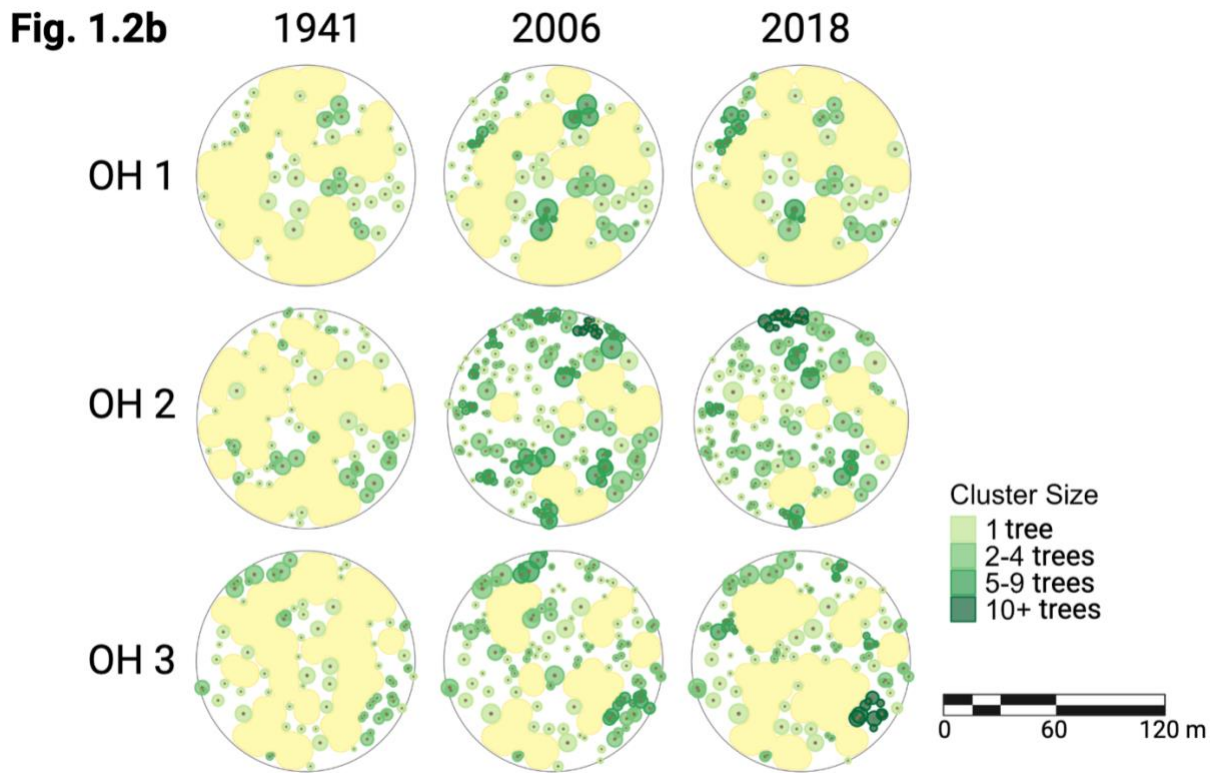 Fig. 1.2b 1941 2006 2018
OH 1
OH 2
OH 3
Cluster Size
1 tree
2-4 trees
5-9 trees
10+ trees
0 60 120 m